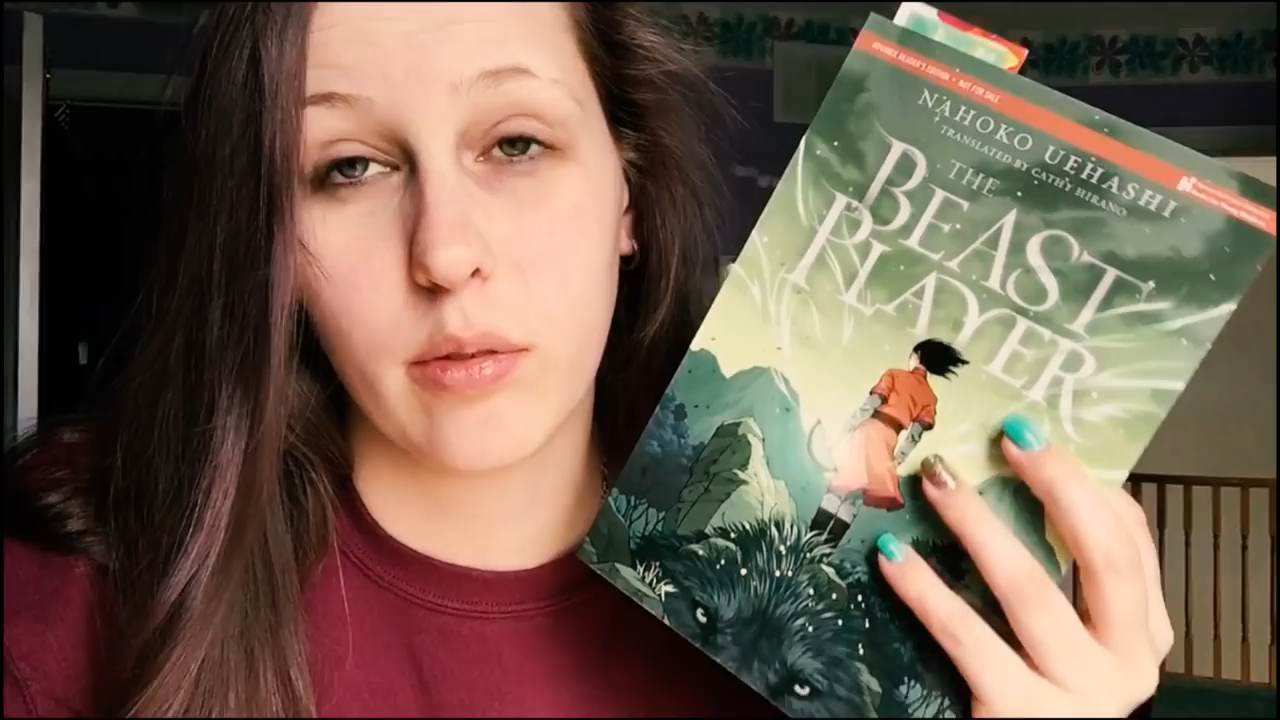 ADVANCE READER'S EDITION • NOT FOR SALE
NAHOKO UEHASHI
TRANSLATED BY CATHY HIRANO
THE
BEAST
PLAYER